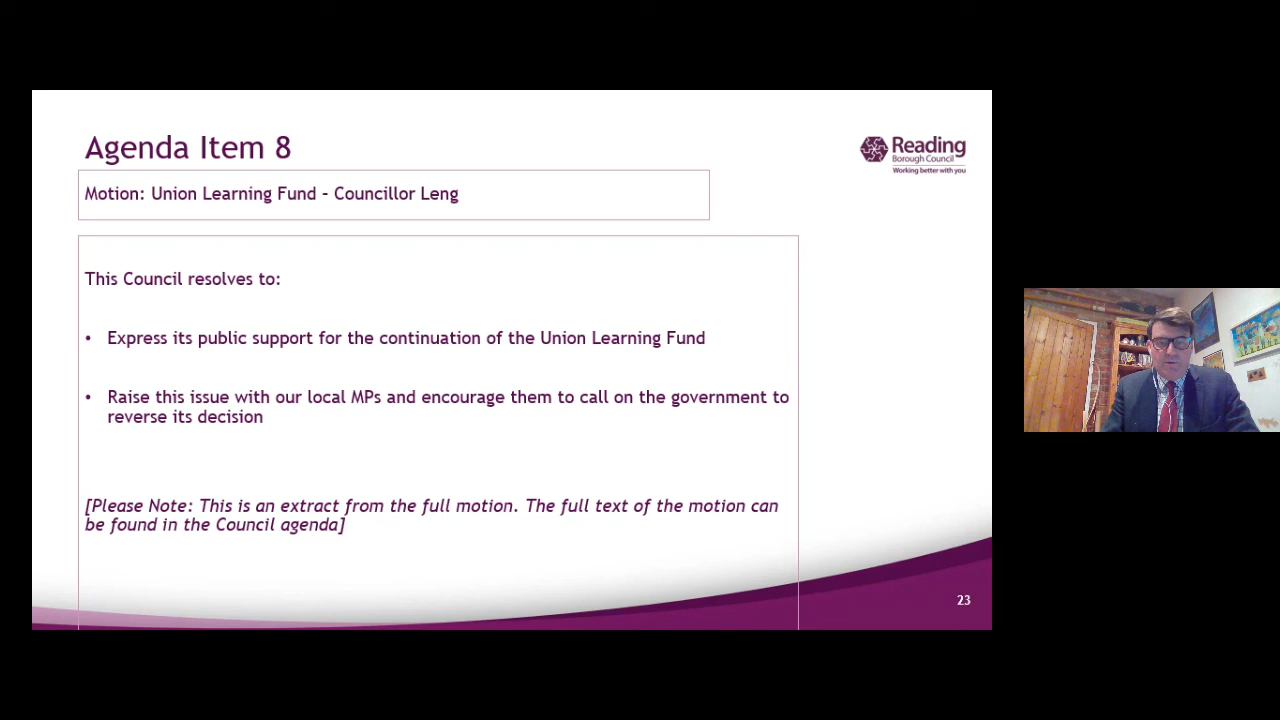 Agenda Item 8
Reading
Borough Council
Working better with you
Motion: Union Learning Fund – Councillor Leng
This Council resolves to:
• Express its public support for the continuation of the Union Learning Fund
• Raise this issue with our local MPs and encourage them to call on the government to
reverse its decision
[Please Note: This is an extract from the full motion. The full text of the motion can
be found in the Council agenda]
23